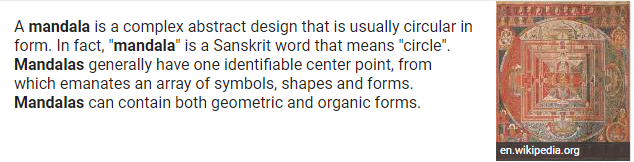 A mandala is a complex abstract design that is usually circular in
form. In fact, "mandala" is a Sanskrit word that means "circle".
Mandalas generally have one identifiable center point, from
which emanates an array of symbols, shapes and forms.
Mandalas can contain both geometric and organic forms.
en.wikipedia.org